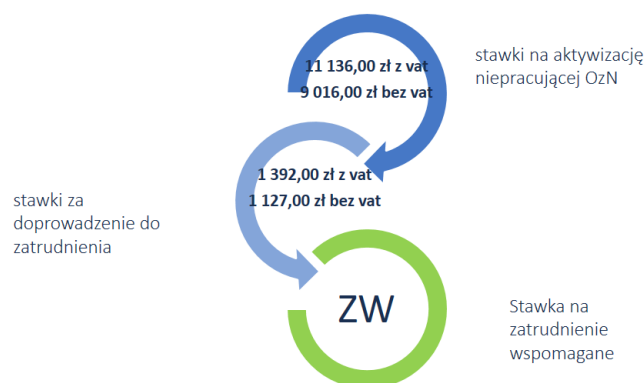 11 136,00 zł z vat
9 016,00 zł bez vat
stawki na aktywizację
niepracującej OzN
1 392,00 zł z vat
1 127,00 zł bez vat
stawki za
doprowadzenie do
zatrudnienia
ZW
Stawka na
zatrudnienie
wspomagane